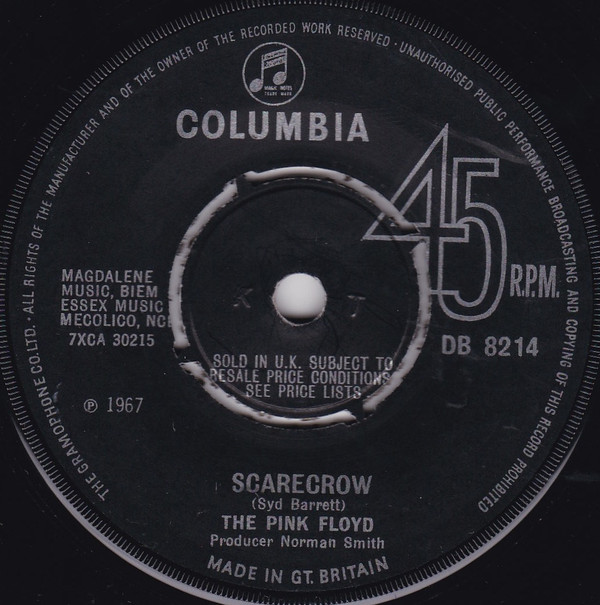 THE GRAMOPHONE CO. LTD. · ALL RIGHTS OF THE MANUFACTURER AND OF THE OWNER OF THE RECORDED WORK RESERVED · UNAUTHORISED PUBLIC PERFORMANCE BROADCASTING AND COPYING OF THIS RECORD PROHIBITED
MAGIC NOTES
TRADE MARK
COLUMBIA
45
R.P.M.
MAGDALENE
MUSIC, BIEM
ESSEX MUSIC
MECOLICO, NCB
7XCA 30215
K T
DB 8214
SOLD IN U.K. SUBJECT TO
RESALE PRICE CONDITIONS
SEE PRICE LISTS
℗ 1967
SCARECROW
(Syd Barrett)
THE PINK FLOYD
Producer Norman Smith
MADE IN GT. BRITAIN